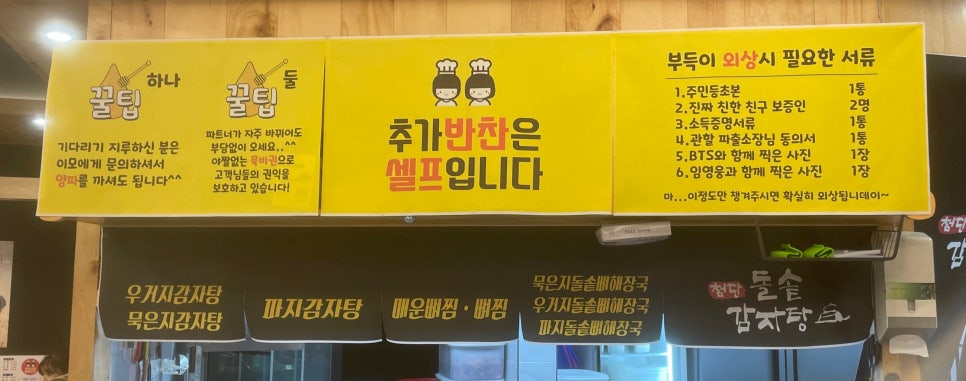 꿀팁 하나
기다리기 지루하신 분은
이모에게 문의하셔서
양파를 까셔도 됩니다^^
꿀팁 둘
파트너가 자주 바뀌어도
부담없이 오세요..^^
야짤없는 묵비권으로
고객님들의 권익을
보호하고 있습니다!
추가반찬은
셀프입니다
부득이 외상시 필요한 서류
1.주민등초본 1통
2.진짜 친한 친구 보증인 2명
3.소득증명서류 1통
4.관할 파출소장님 동의서 1통
5.BTS와 함께 찍은 사진 1장
6.임영웅과 함께 찍은 사진 1장
마...이정도만 챙겨주시면 확실히 외상됩니데이~
우거지감자탕
묵은지감자탕
파지감자탕
매운뼈찜·뼈찜
묵은지돌솥뼈해장국
우거지돌솥뼈해장국
파지돌솥뼈해장국
첨단 돌솥
감자탕
첨단